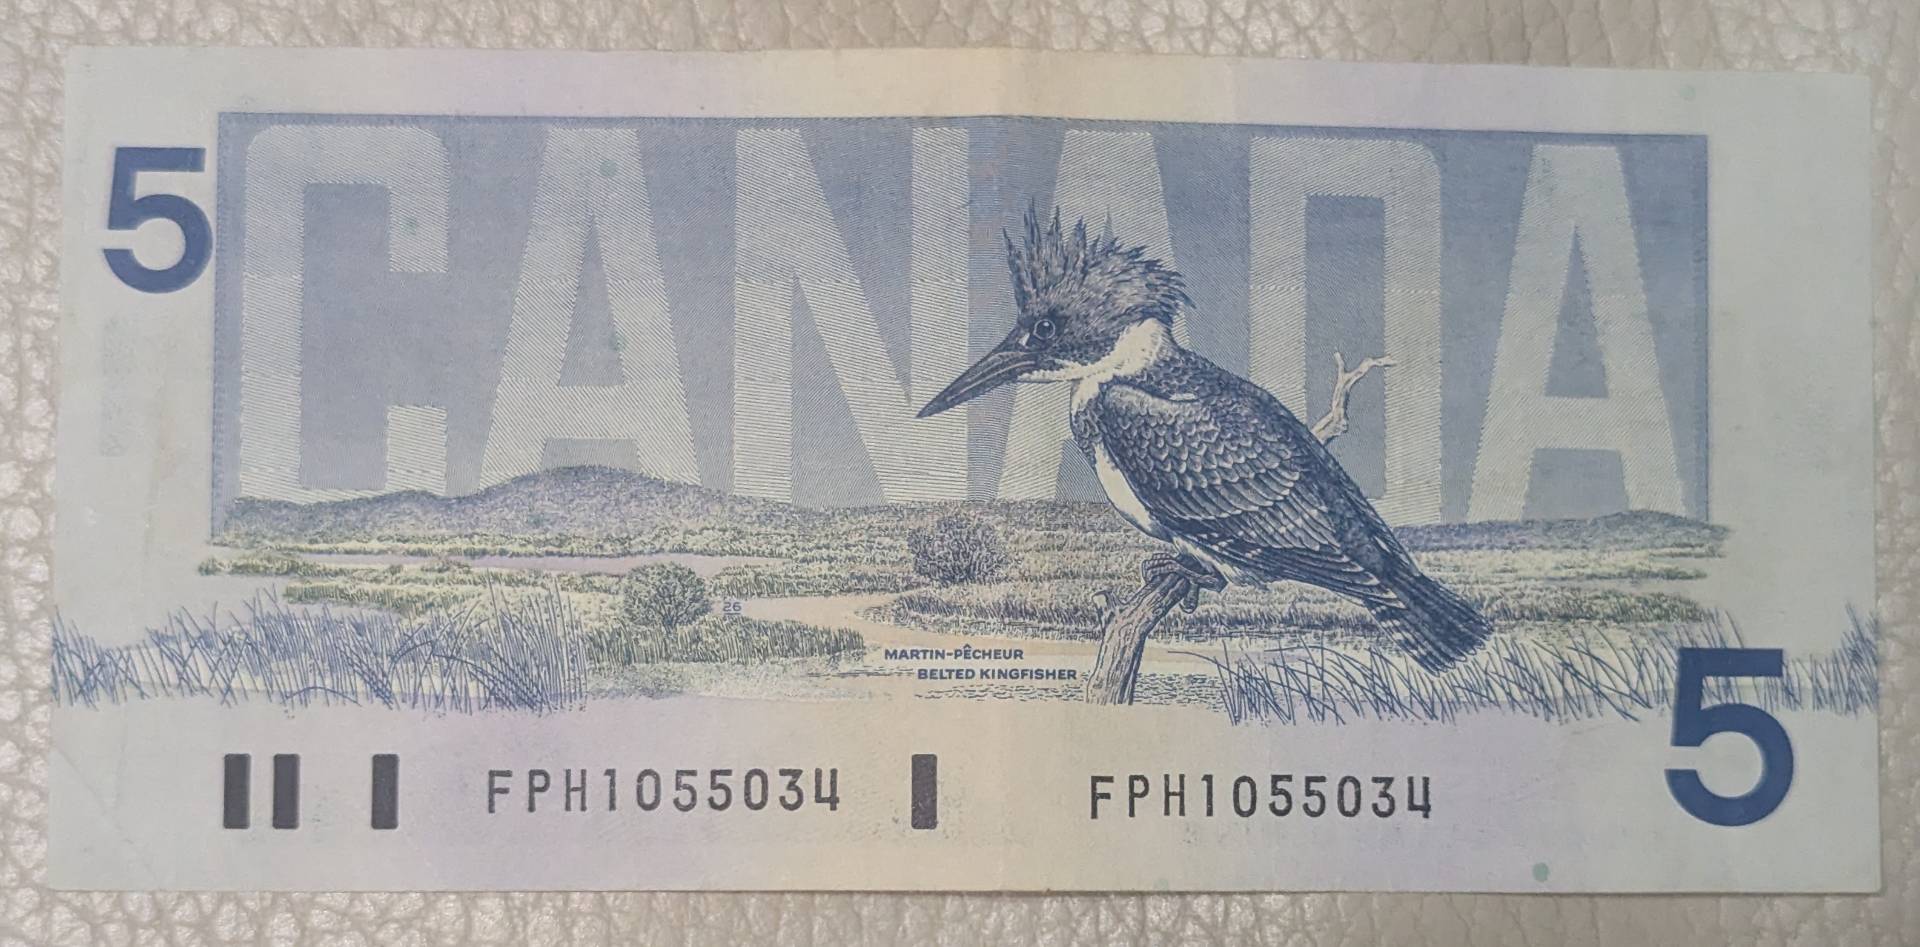 5
CANADA
26
MARTIN-PÊCHEUR
BELTED KINGFISHER
5
FPH1055034
FPH1055034